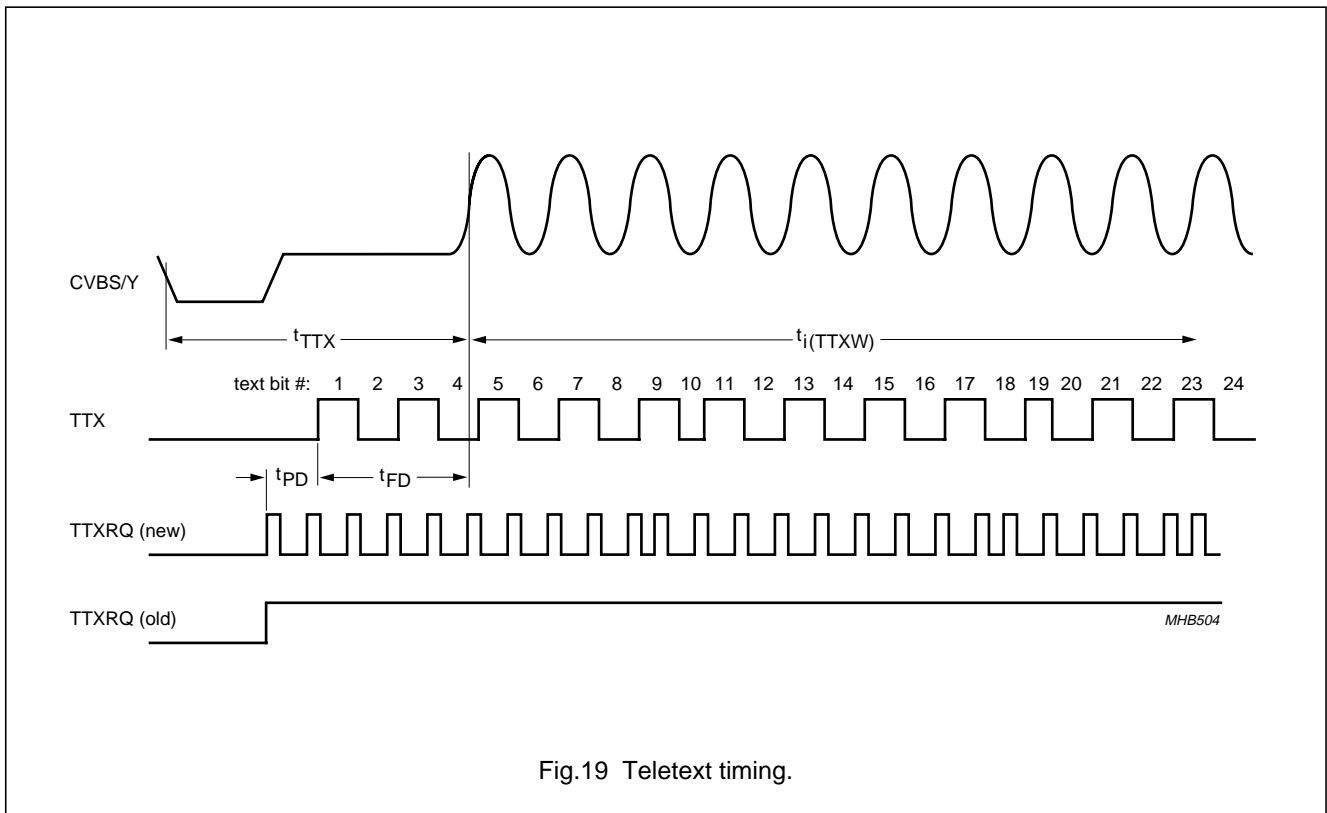 CVBS/Y
tTTX
ti(TTXW)
text bit #: 1 2 3 4 5 6 7 8 9 10 11 12 13 14 15 16 17 18 19 20 21 22 23 24
TTX
tPD
tFD
TTXRQ (new)
TTXRQ (old)
MHB504
Fig.19 Teletext timing.